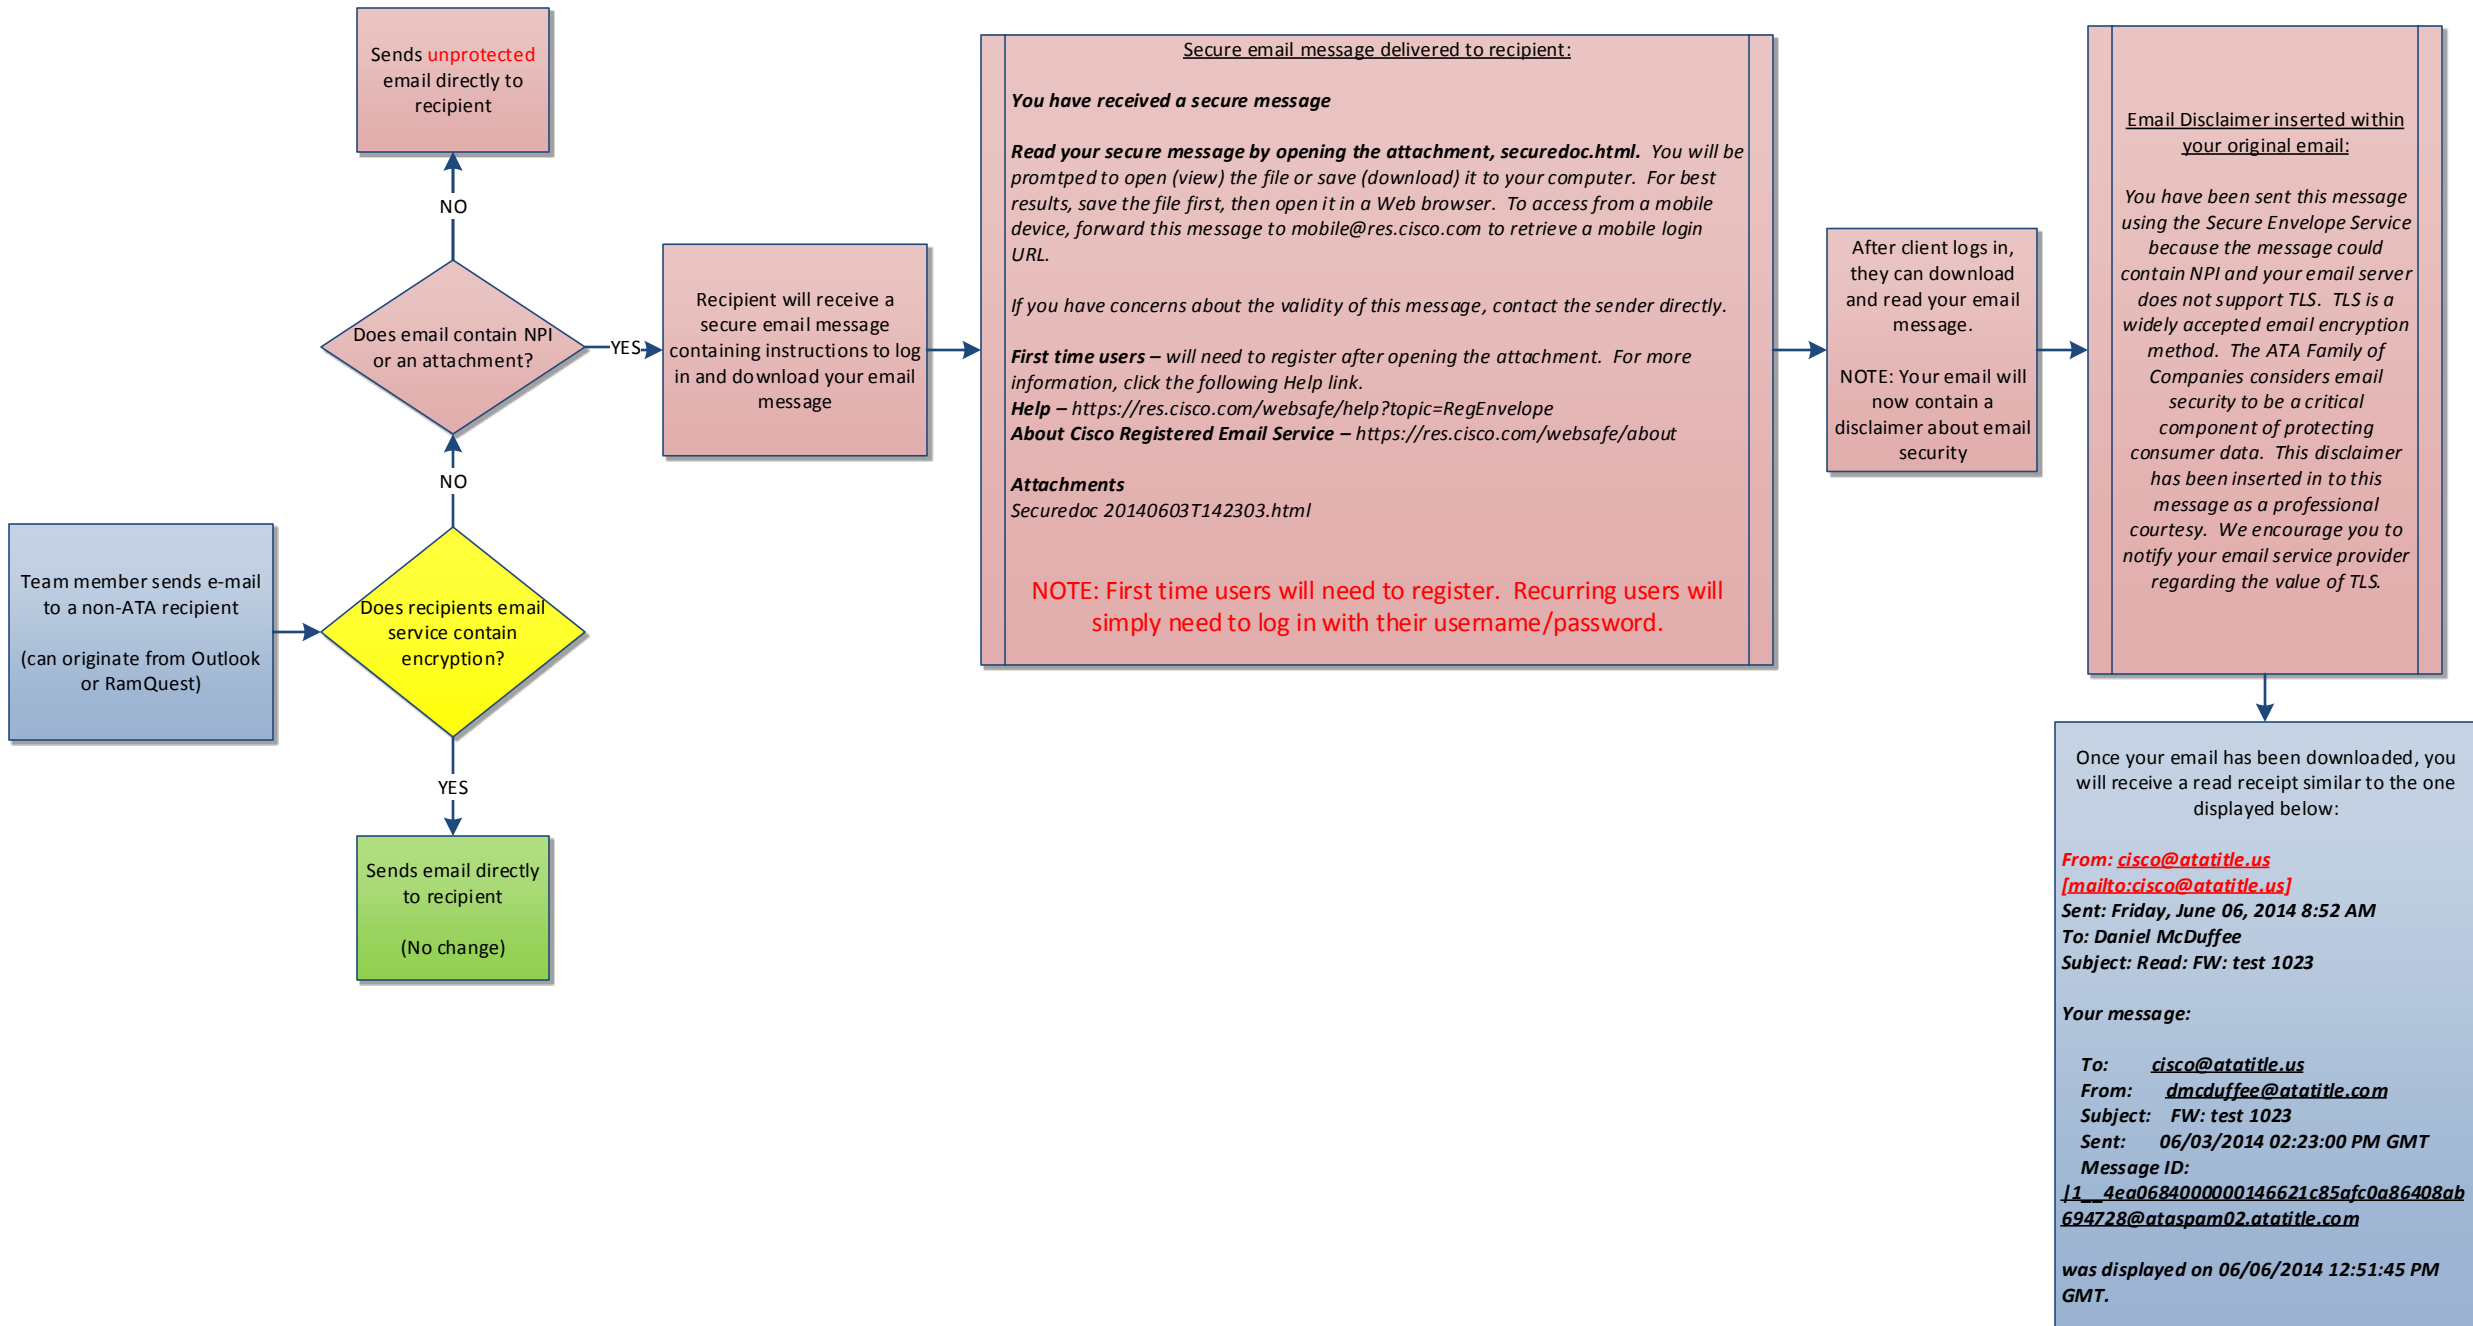 Sends unprotected
email directly to
recipient
NO
Does email contain NPI
or an attachment?
YES
NO
Team member sends e-mail
to a non-ATA recipient
(can originate from Outlook
or RamQuest)
Does recipients email
service contain
encryption?
YES
Sends email directly
to recipient
(No change)
Recipient will receive a
secure email message
containing instructions to log
in and download your email
message
Secure email message delivered to recipient:
You have received a secure message
Read your secure message by opening the attachment, securedoc.html. You will be
promtped to open (view) the file or save (download) it to your computer. For best
results, save the file first, then open it in a Web browser. To access from a mobile
device, forward this message to mobile@res.cisco.com to retrieve a mobile login
URL.
If you have concerns about the validity of this message, contact the sender directly.
First time users – will need to register after opening the attachment. For more
information, click the following Help link.
Help – https://res.cisco.com/websafe/help?topic=RegEnvelope
About Cisco Registered Email Service – https://res.cisco.com/websafe/about
Attachments
Securedoc 20140603T142303.html
NOTE: First time users will need to register. Recurring users will
simply need to log in with their username/password.
After client logs in,
they can download
and read your email
message.
NOTE: Your email will
now contain a
disclaimer about email
security
Email Disclaimer inserted within
your original email:
You have been sent this message
using the Secure Envelope Service
because the message could
contain NPI and your email server
does not support TLS. TLS is a
widely accepted email encryption
method. The ATA Family of
Companies considers email
security to be a critical
component of protecting
consumer data. This disclaimer
has been inserted in to this
message as a professional
courtesy. We encourage you to
notify your email service provider
regarding the value of TLS.
Once your email has been downloaded, you
will receive a read receipt similar to the one
displayed below:
From: cisco@atatitle.us
[mailto:cisco@atatitle.us]
Sent: Friday, June 06, 2014 8:52 AM
To: Daniel McDuffee
Subject: Read: FW: test 1023
Your message:
To: cisco@atatitle.us
From: dmcduffee@atatitle.com
Subject: FW: test 1023
Sent: 06/03/2014 02:23:00 PM GMT
Message ID:
|1__4ea0684000000146621c85afc0a86408ab
694728@ataspam02.atatitle.com
was displayed on 06/06/2014 12:51:45 PM
GMT.